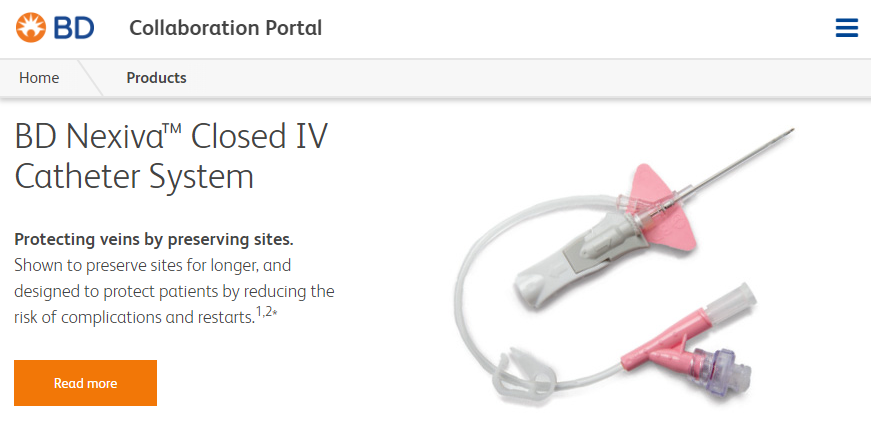 BD Collaboration Portal
Home Products
BD Nexiva™ Closed IV
Catheter System
Protecting veins by preserving sites.
Shown to preserve sites for longer, and
designed to protect patients by reducing the
risk of complications and restarts.1,2*
Read more